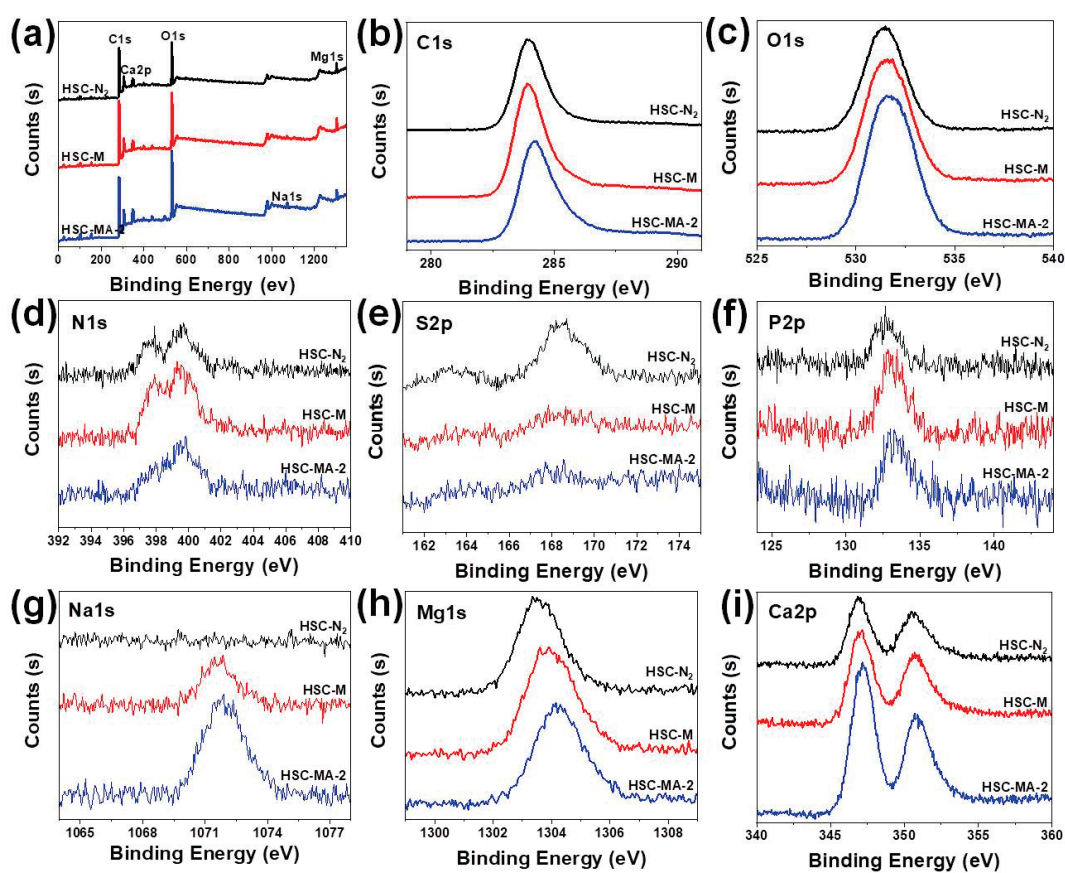 (a)
C1s
O1s
Ca2p
Mg1s
HSC-N₂
HSC-M
Na1s
HSC-MA-2
Counts (s)
0 200 400 600 800 1000 1200
Binding Energy (ev)
(b)
C1s
HSC-N₂
HSC-M
HSC-MA-2
Counts (s)
280 285 290
Binding Energy (eV)
(c)
O1s
HSC-N₂
HSC-M
HSC-MA-2
Counts (s)
525 530 535 540
Binding Energy (eV)
(d)
N1s
HSC-N₂
HSC-M
HSC-MA-2
Counts (s)
392 394 396 398 400 402 404 406 408 410
Binding Energy (eV)
(e)
S2p
HSC-N₂
HSC-M
HSC-MA-2
Counts (s)
162 164 166 168 170 172 174
Binding Energy (eV)
(f)
P2p
HSC-N₂
HSC-M
HSC-MA-2
Counts (s)
125 130 135 140
Binding Energy (eV)
(g)
Na1s
HSC-N₂
HSC-M
HSC-MA-2
Counts (s)
1065 1068 1071 1074 1077
Binding Energy (eV)
(h)
Mg1s
HSC-N₂
HSC-M
HSC-MA-2
Counts (s)
1300 1302 1304 1306 1308
Binding Energy (eV)
(i)
Ca2p
HSC-N₂
HSC-M
HSC-MA-2
Counts (s)
340 345 350 355 360
Binding Energy (eV)